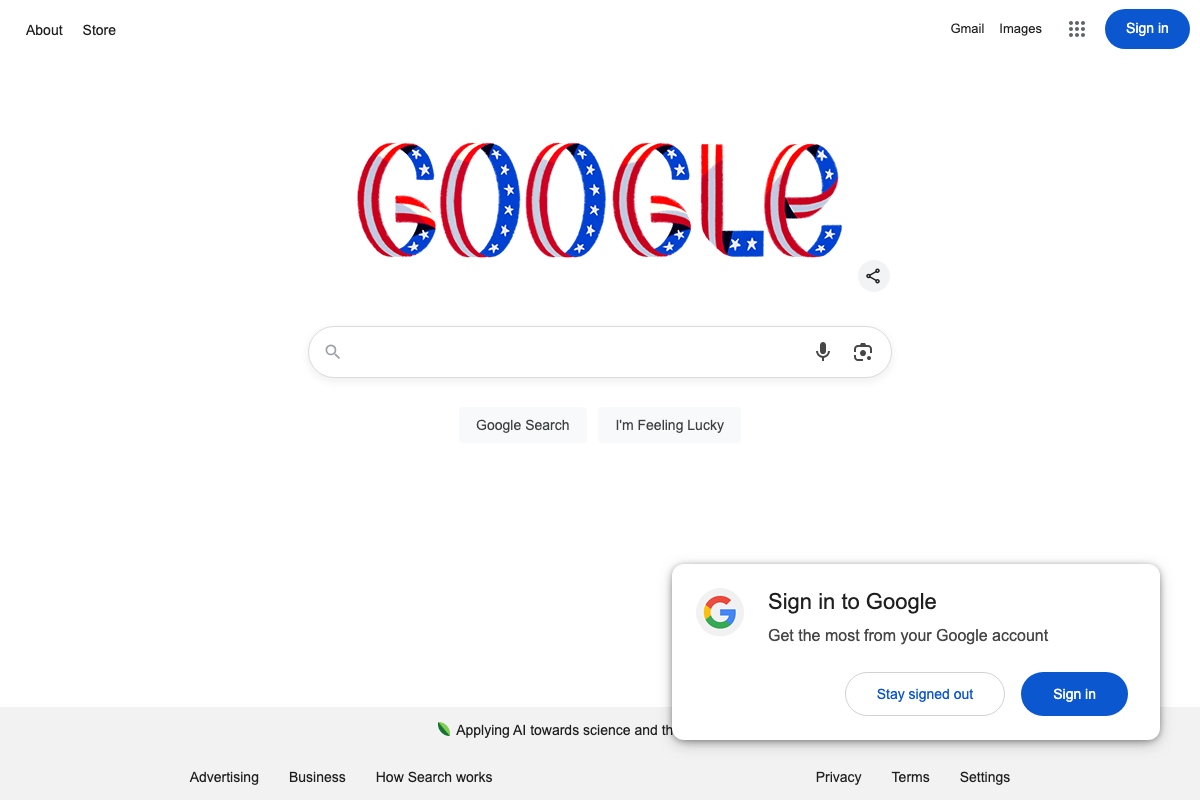 About Store
Gmail Images Sign in
GOOGLE
Google Search I'm Feeling Lucky
Sign in to Google
Get the most from your Google account
Stay signed out Sign in
Applying AI towards science and
Advertising Business How Search works
Privacy Terms Settings